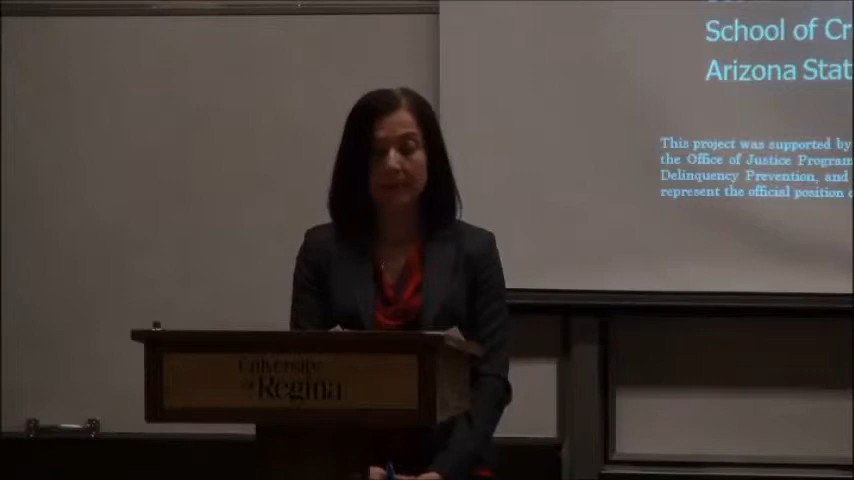 School of Cr
Arizona Stat
This project was supported by
the Office of Justice Program
Delinquency Prevention, and
represent the official position o
University
of Regina